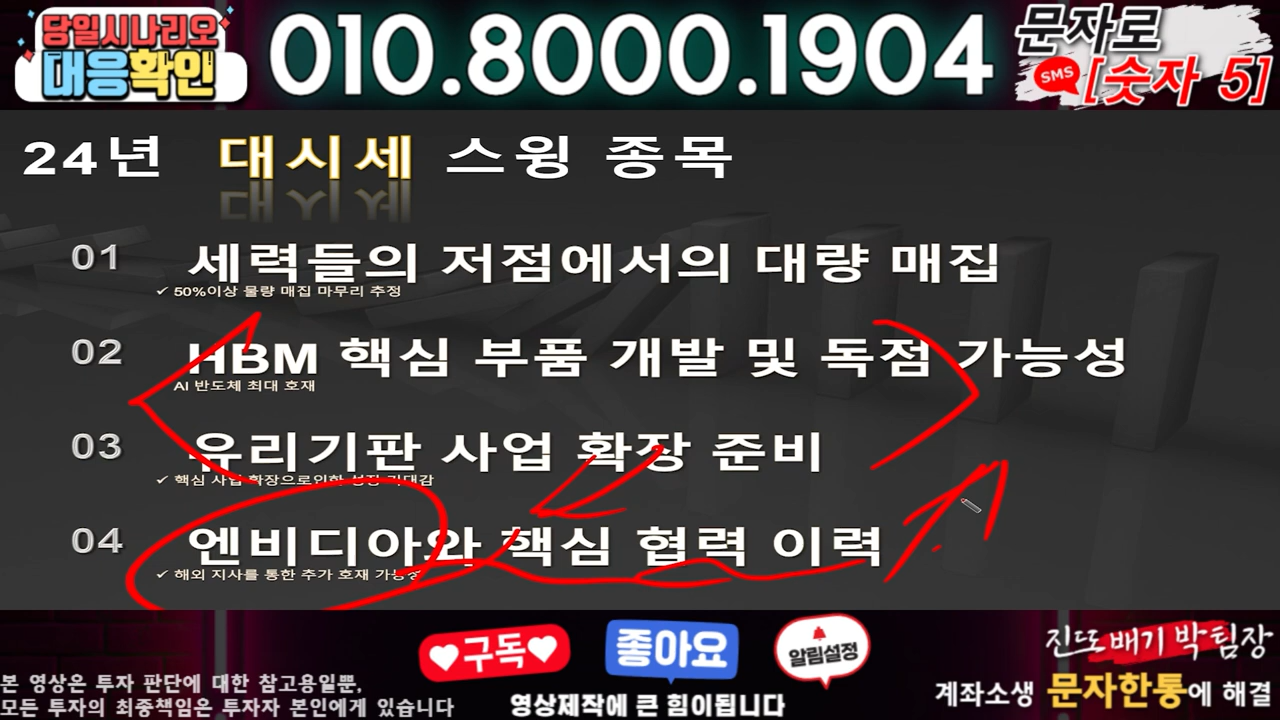 당일시나리오
대응확인
010.8000.1904
문자로
SMS [숫자 5]
24년 대시세 스윙 종목
01 세력들의 저점에서의 대량 매집
✓ 50%이상 물량 매집 마무리 추정
02 HBM 핵심 부품 개발 및 독점 가능성
AI 반도체 최대 호재
03 유리기판 사업 확장 준비
✓ 핵심 사업 확장으로인한 성장 기대감
04 엔비디아와 핵심 협력 이력
✓ 해외 지사를 통한 추가 호재 가능성
구독
좋아요
알림설정
영상제작에 큰 힘이됩니다
본 영상은 투자 판단에 대한 참고용일뿐,
모든 투자의 최종책임은 투자자 본인에게 있습니다
진또배기 박팀장
계좌소생 문자한통에 해결